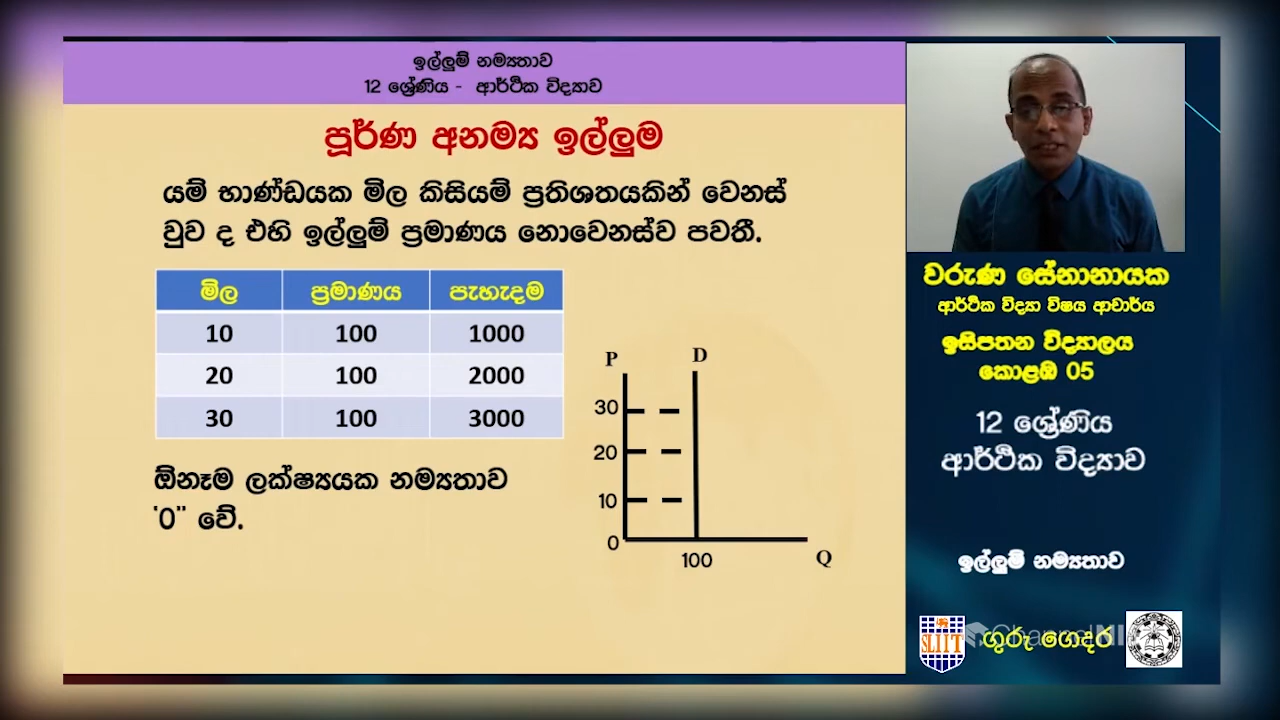 ඉල්ලුම් නම්‍යතාව
12 ශ්‍රේණිය - ආර්ථික විද්‍යාව
පූර්ණ අනම්‍ය ඉල්ලුම
යම් භාණ්ඩයක මිල කිසියම් ප්‍රතිශතයකින් වෙනස්
වුව ද එහි ඉල්ලුම් ප්‍රමාණය නොවෙනස්ව පවතී.
මිල ප්‍රමාණය පැහැදුම
10 100 1000
20 100 2000
30 100 3000
ඕනෑම ලක්ෂ්‍යයක නම්‍යතාව
'0" වේ.
P D
30
20
10
0
100 Q
වරුණ සේනානායක
ආර්ථික විද්‍යා විෂය ආචාර්ය
ඉසිපතන විද්‍යාලය
කොළඹ 05
12 ශ්‍රේණිය
ආර්ථික විද්‍යාව
ඉල්ලුම් නම්‍යතාව
SLIIT
ගුරු ගෙදර
Channel NI